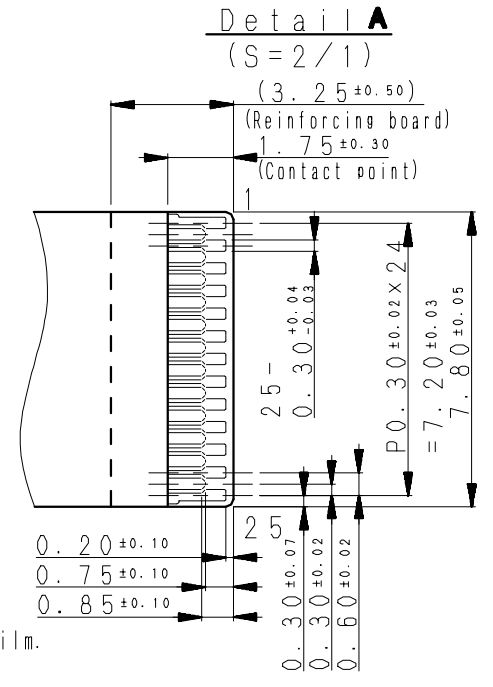 Detail A
(S=2/1)
(3.25±0.50)
(Reinforcing board)
1.75±0.30
(Contact point)
1
25-
0.30 +0.04 -0.03
P0.30±0.02x24
=7.20±0.03
7.80±0.05
25
0.20±0.10
0.75±0.10
0.85±0.10
0.30±0.07
0.30±0.02
0.60±0.02
ilm.